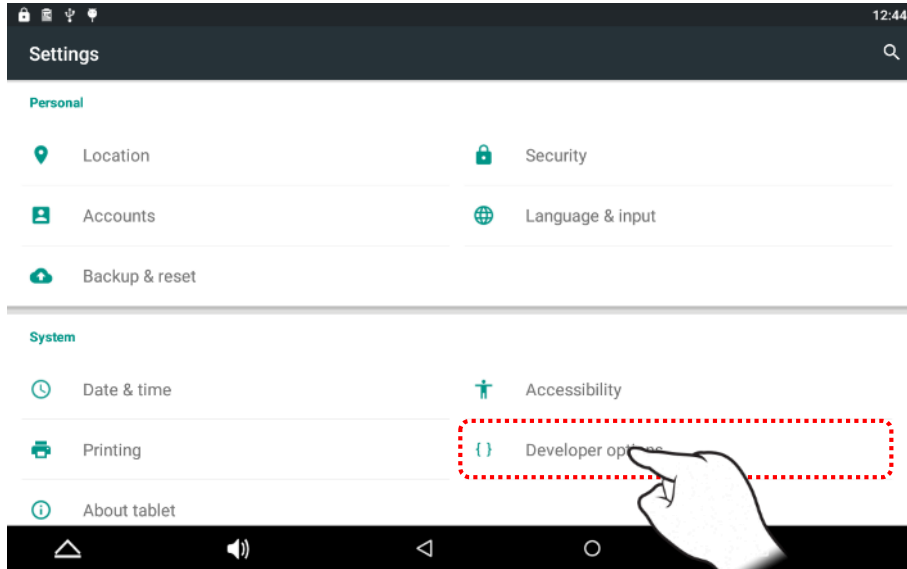 12:44
Settings
Personal
Location
Security
Accounts
Language & input
Backup & reset
System
Date & time
Accessibility
Printing
{ } Developer options
About tablet